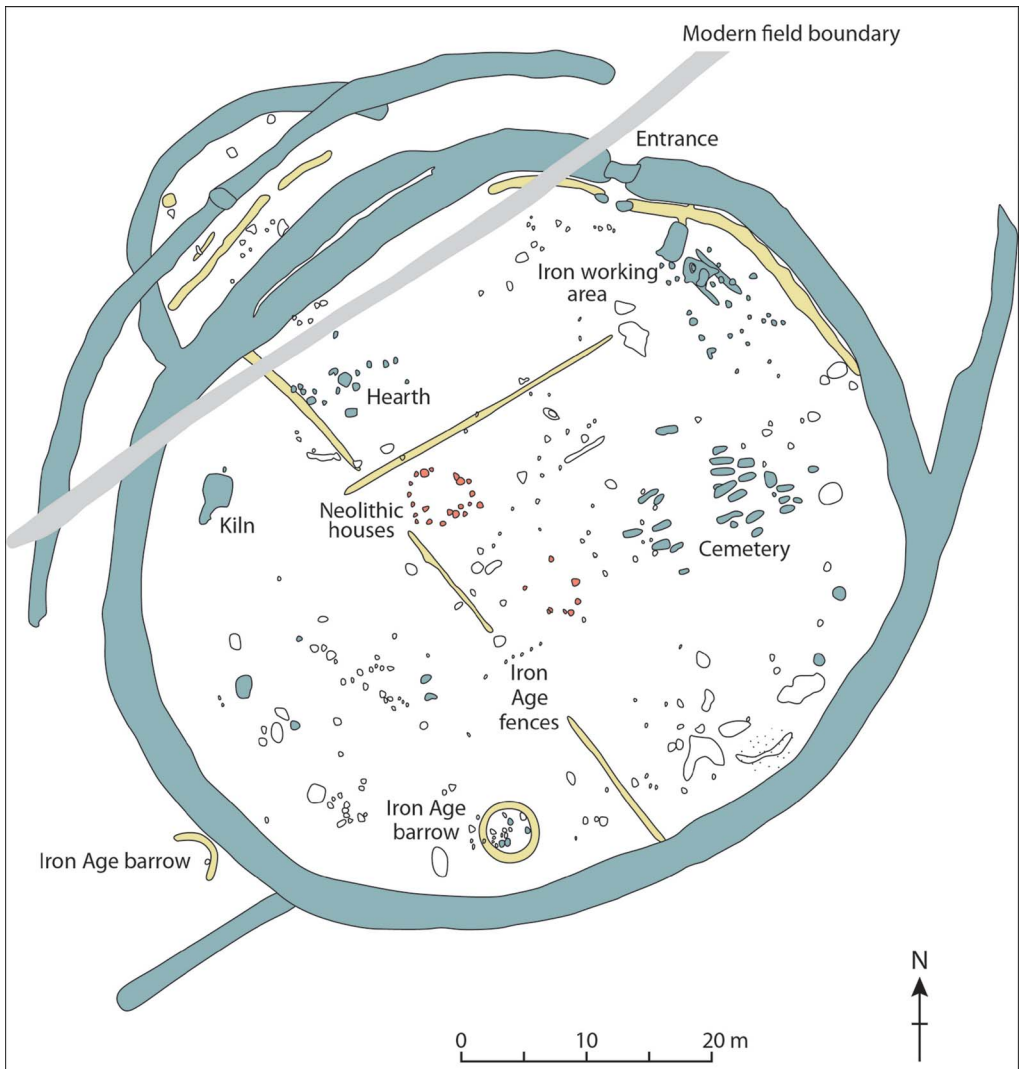 Modern field boundary
Entrance
Iron working
area
Hearth
Neolithic
houses
Kiln
Cemetery
Iron
Age
fences
Iron Age
barrow
Iron Age barrow
N
0 10 20 m